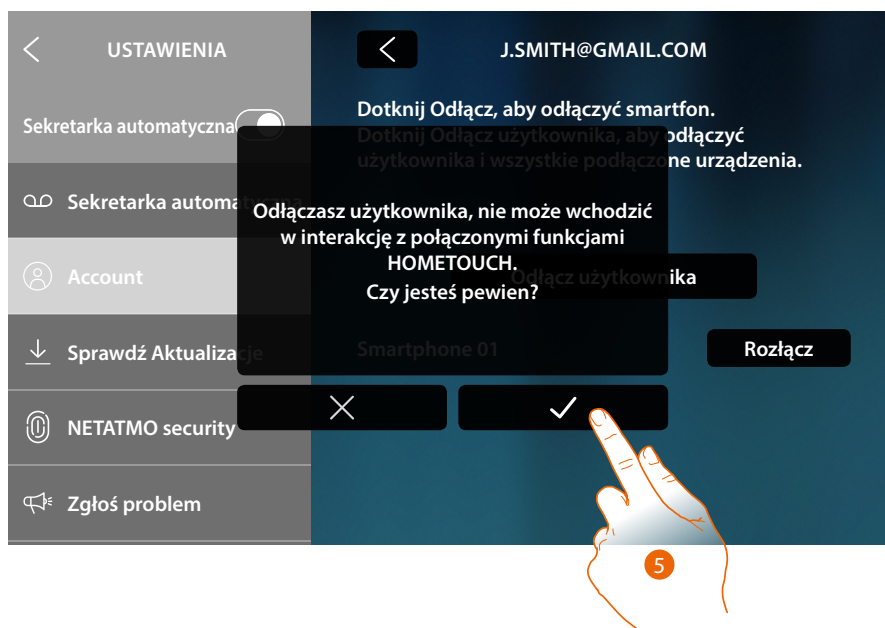 USTAWIENIA
Sekretarka automatyczna
Sekretarka automatyczna
Account
Sprawdź Aktualizacje
NETATMO security
Zgłoś problem
J.SMITH@GMAIL.COM
Dotknij Odłącz, aby odłączyć smartfon.
Dotknij Odłącz użytkownika, aby odłączyć
użytkownika i wszystkie podłączone urządzenia.
Odłącz użytkownika
Smartphone 01
Rozłącz
Odłączasz użytkownika, nie może wchodzić
w interakcję z połączonymi funkcjami
HOMETOUCH.
Czy jesteś pewien?
5